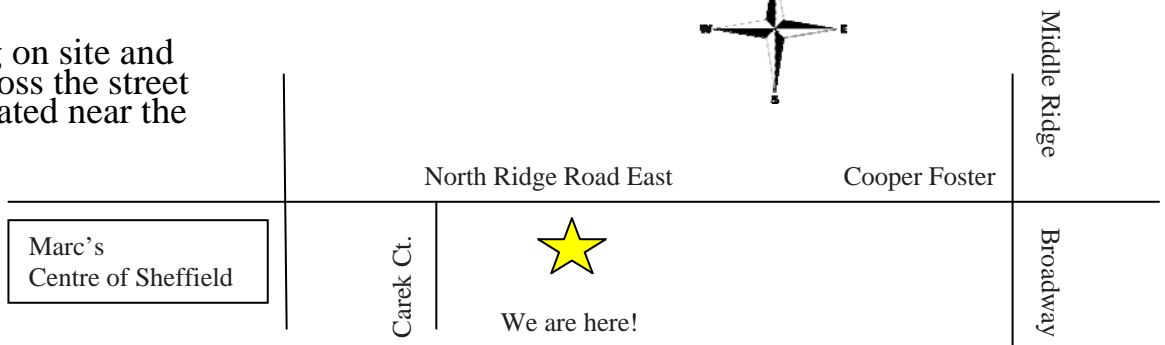 on site and
oss the street
ated near the
W
E
S
Middle Ridge
North Ridge Road East
Cooper Foster
Marc’s
Centre of Sheffield
Carek Ct.
We are here!
Broadway